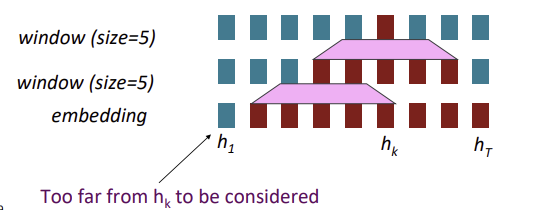 window (size=5)
window (size=5)
embedding
h1 hk hT
Too far from hk to be considered